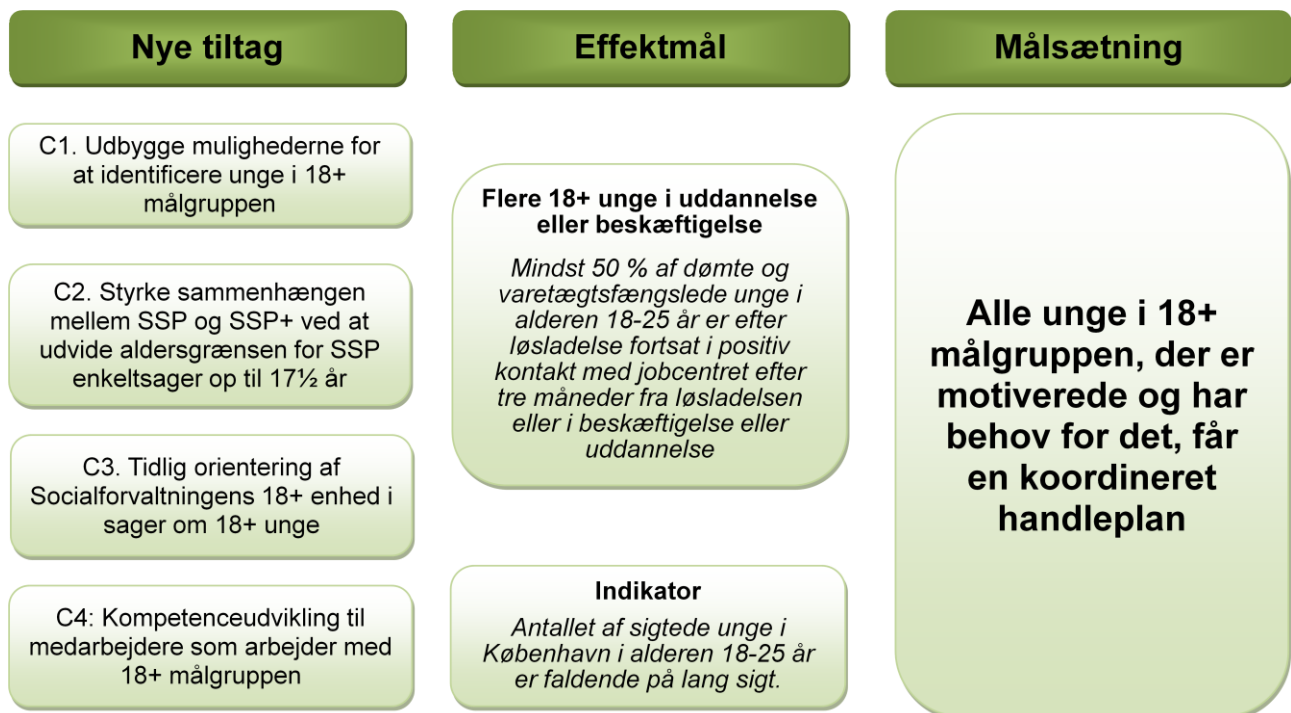 Nye tiltag
C1. Udbygge mulighederne for
at identificere unge i 18+
målgruppen
C2. Styrke sammenhængen
mellem SSP og SSP+ ved at
udvide aldersgrænsen for SSP
enkeltsager op til 17½ år
C3. Tidlig orientering af
Socialforvaltningens 18+ enhed i
sager om 18+ unge
C4: Kompetenceudvikling til
medarbejdere som arbejder med
18+ målgruppen
Effektmål
Flere 18+ unge i uddannelse
eller beskæftigelse
Mindst 50 % af dømte og
varetægtsfængslede unge i
alderen 18-25 år er efter
løsladelse fortsat i positiv
kontakt med jobcentret efter
tre måneder fra løsladelsen
eller i beskæftigelse eller
uddannelse
Indikator
Antallet af sigtede unge i
København i alderen 18-25 år
er faldende på lang sigt.
Målsætning
Alle unge i 18+
målgruppen, der er
motiverede og har
behov for det, får
en koordineret
handleplan